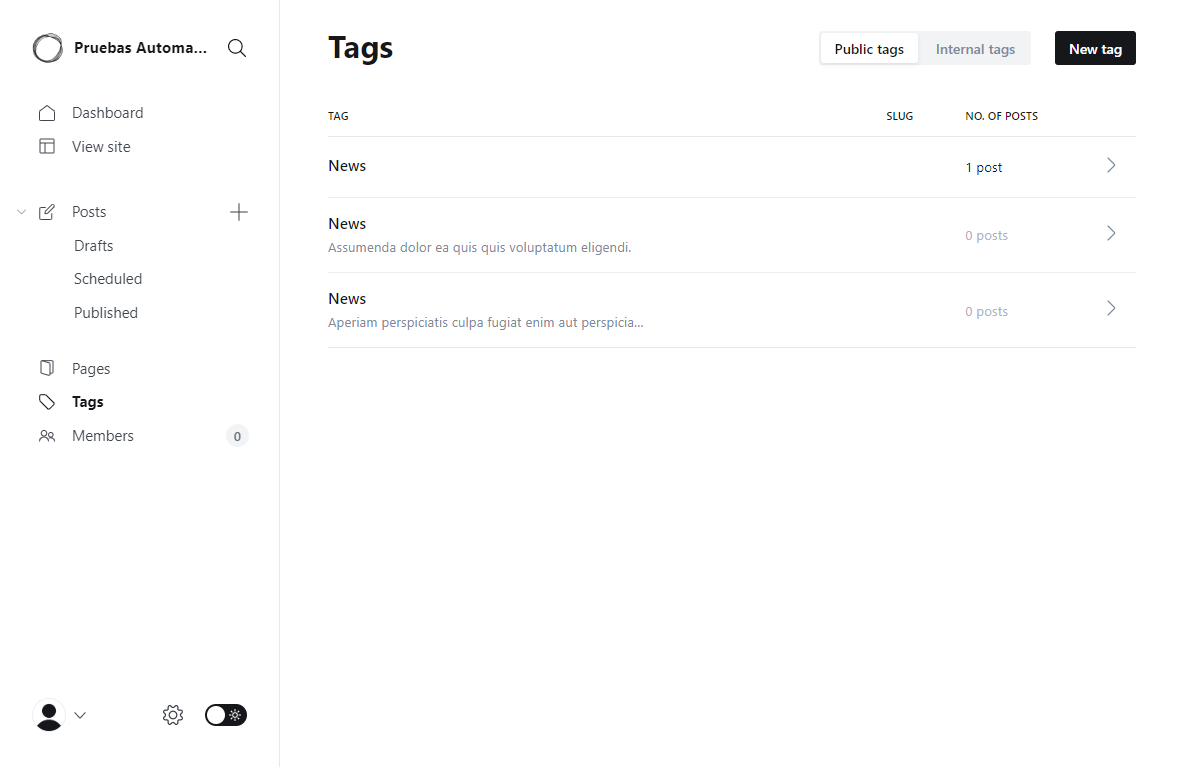 Pruebas Automa...
Dashboard
View site
Posts
Drafts
Scheduled
Published
Pages
Tags
Members 0
Tags
Public tags Internal tags New tag
TAG SLUG NO. OF POSTS
News 1 post
News
Assumenda dolor ea quis quis voluptatum eligendi. 0 posts
News
Aperiam perspiciatis culpa fugiat enim aut perspicia... 0 posts